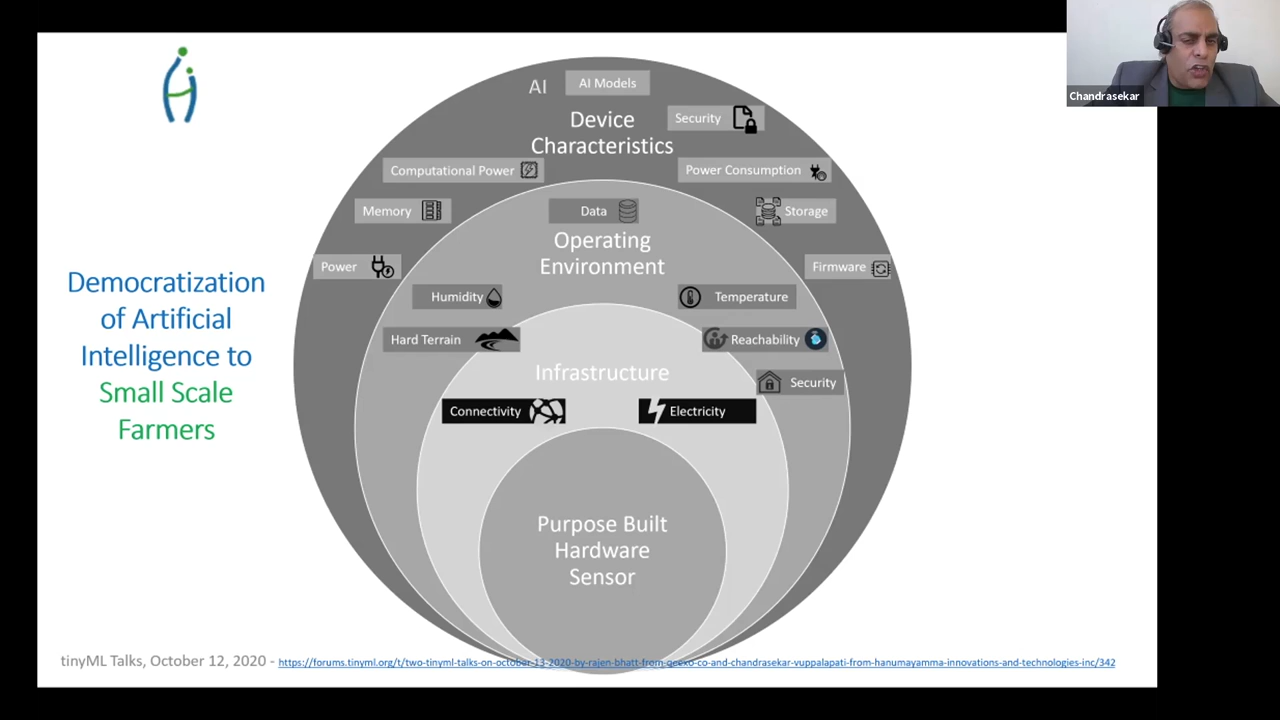 Chandrasekar
AI
AI Models
Device
Characteristics
Security
Computational Power
Power Consumption
Memory
Data
Storage
Operating
Environment
Power
Firmware
Humidity
Temperature
Hard Terrain
Reachability
Infrastructure
Security
Connectivity
Electricity
Purpose Built
Hardware
Sensor
Democratization
of Artificial
Intelligence to
Small Scale
Farmers
tinyML Talks, October 12, 2020 - https://forums.tinyml.org/t/two-tinyml-talks-on-october-13-2020-by-rajen-bhatt-from-qeexo-co-and-chandrasekar-vuppalapati-from-hanumayamma-innovations-and-technologies-inc/342